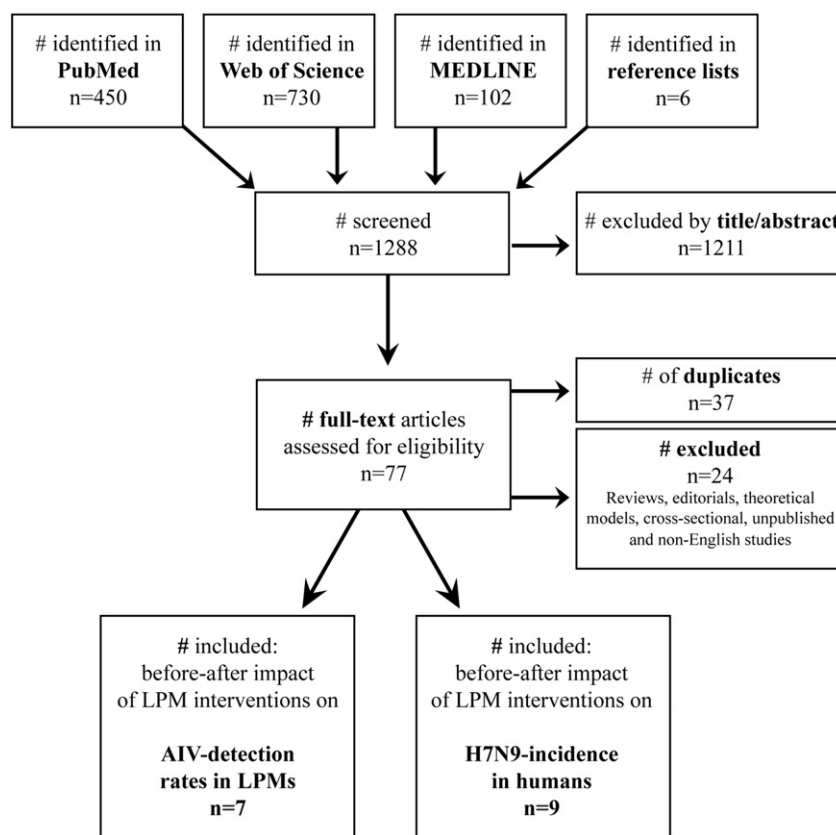 # identified in
PubMed
n=450
# identified in
Web of Science
n=730
# identified in
MEDLINE
n=102
# identified in
reference lists
n=6
# screened
n=1288
# excluded by title/abstract
n=1211
# of duplicates
n=37
# full-text articles
assessed for eligibility
n=77
# excluded
n=24
Reviews, editorials, theoretical
models, cross-sectional, unpublished
and non-English studies
# included:
before-after impact
of LPM interventions on
AIV-detection
rates in LPMs
n=7
# included:
before-after impact
of LPM interventions on
H7N9-incidence
in humans
n=9